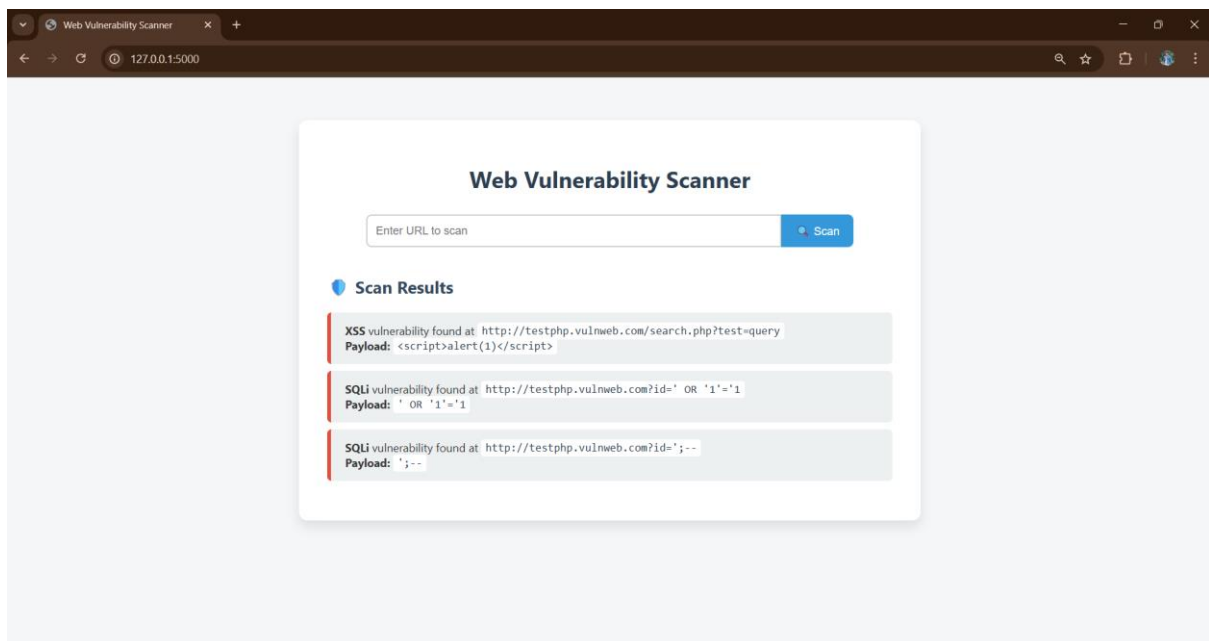 Web Vulnerability Scanner
127.0.0.1:5000
Web Vulnerability Scanner
Enter URL to scan
Scan
Scan Results
XSS vulnerability found at http://testphp.vulnweb.com/search.php?test=query
Payload: <script>alert(1)</script>
SQLi vulnerability found at http://testphp.vulnweb.com?id=' OR '1'='1
Payload: ' OR '1'='1
SQLi vulnerability found at http://testphp.vulnweb.com?id=';--
Payload: ';--